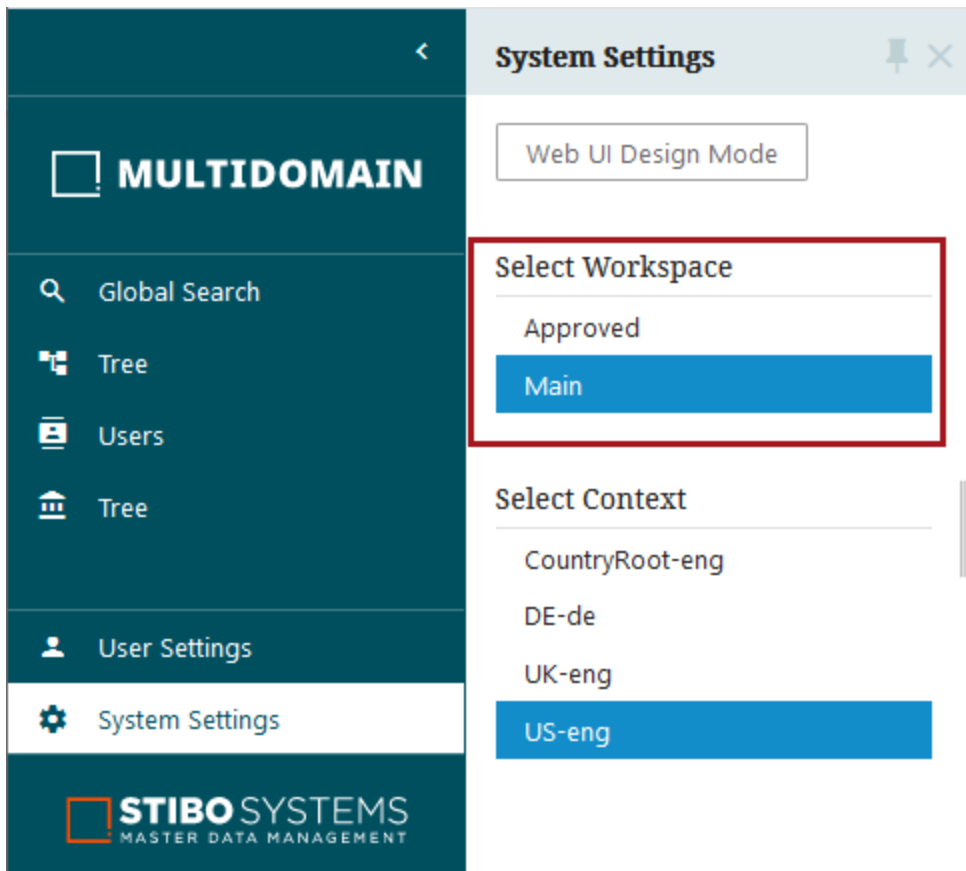 MULTIDOMAIN
Global Search
Tree
Users
Tree
User Settings
System Settings
STIBO SYSTEMS
MASTER DATA MANAGEMENT
System Settings
Web UI Design Mode
Select Workspace
Approved
Main
Select Context
CountryRoot-eng
DE-de
UK-eng
US-eng